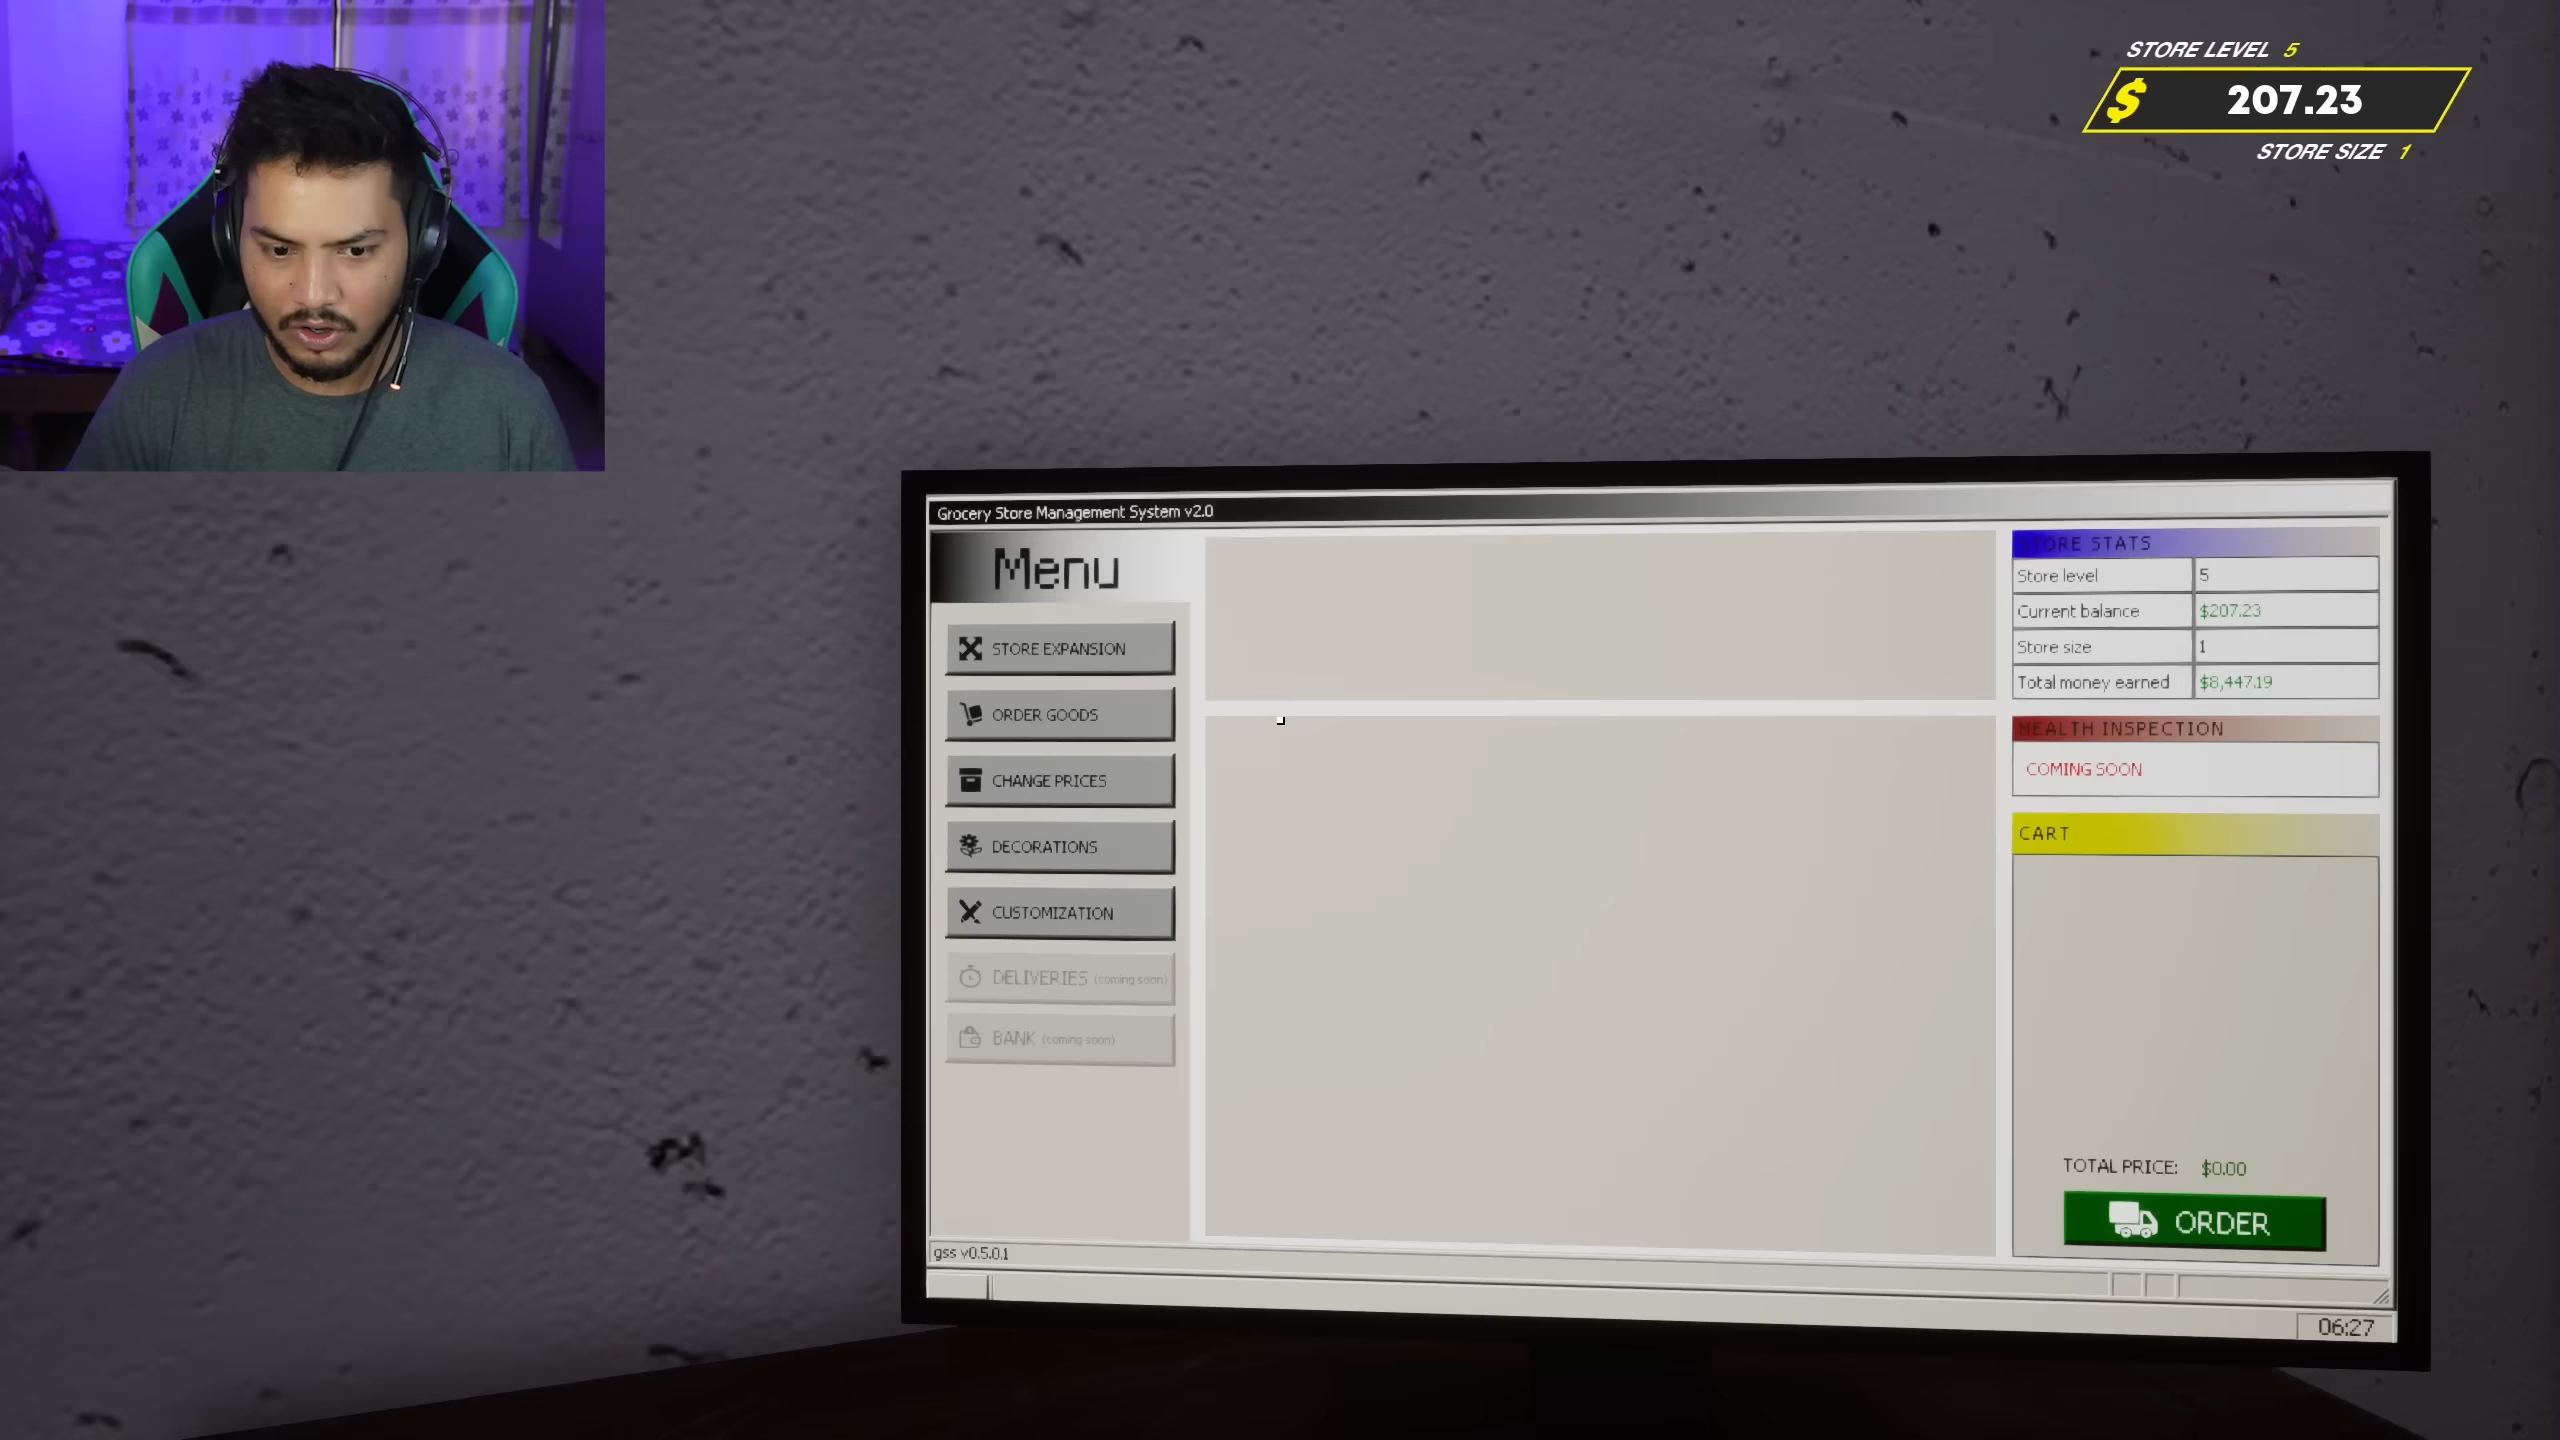 STORE LEVEL 5
$ 207.23
STORE SIZE 1
Grocery Store Management System v2.0
Menu
STORE EXPANSION
ORDER GOODS
CHANGE PRICES
DECORATIONS
CUSTOMIZATION
DELIVERIES (coming soon)
BANK (coming soon)
STORE STATS
Store level 5
Current balance $207.23
Store size 1
Total money earned $8,447.19
HEALTH INSPECTION
COMING SOON
CART
TOTAL PRICE: $0.00
ORDER
gss v0.5.0.1
06:27